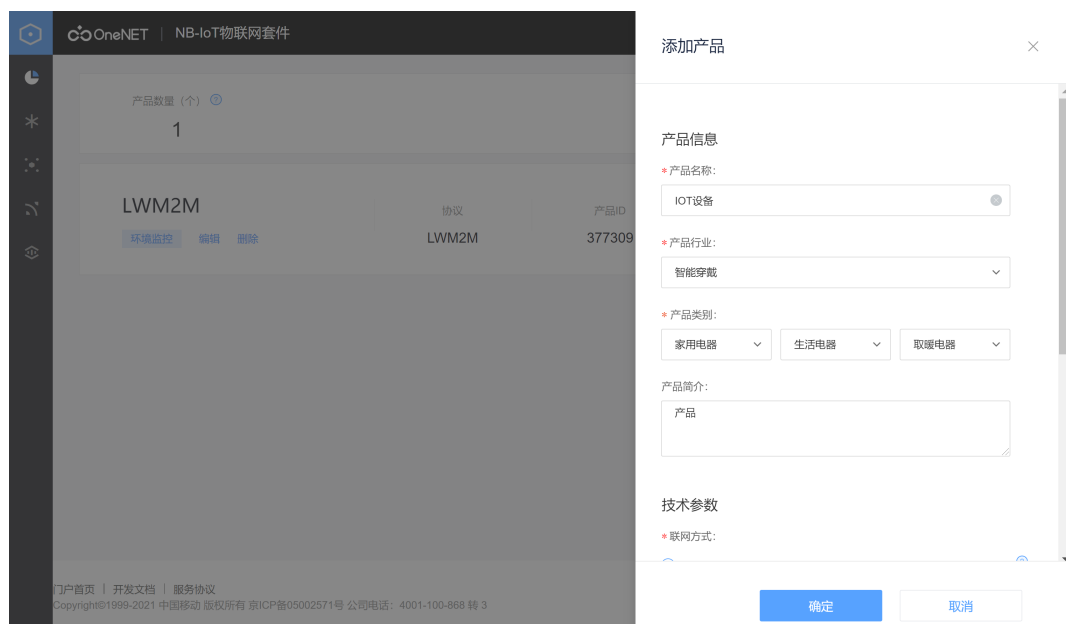 OneNET | NB-IoT物联网套件
产品数量（个）
1
LWM2M
环境监控 编辑 删除
协议
LWM2M
产品ID
377309
门户首页 | 开发文档 | 服务协议
Copyright©1999-2021 中国移动 版权所有 京ICP备05002571号 公司电话：4001-100-868 转 3
添加产品
产品信息
* 产品名称：
IOT设备
* 产品行业：
智能穿戴
* 产品类别：
家用电器 生活电器 取暖电器
产品简介：
产品
技术参数
* 联网方式：
确定 取消